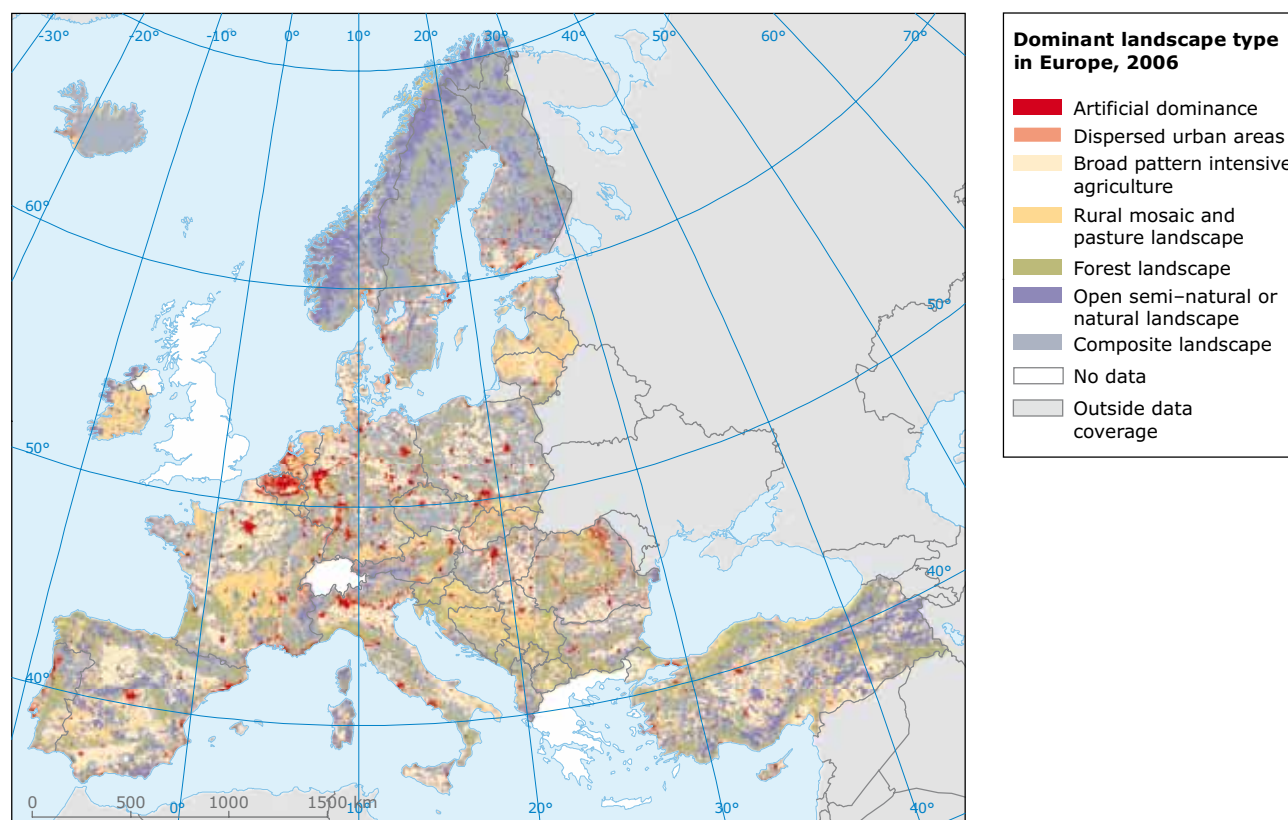 -30° -20° -10° 0° 10° 20° 30° 40° 50° 60° 70°
60°
50°
50°
40°
40°
0 500 1000 1500 km
0° 10° 20° 30° 40°
Dominant landscape type
in Europe, 2006
Artificial dominance
Dispersed urban areas
Broad pattern intensive
agriculture
Rural mosaic and
pasture landscape
Forest landscape
Open semi–natural or
natural landscape
Composite landscape
No data
Outside data
coverage